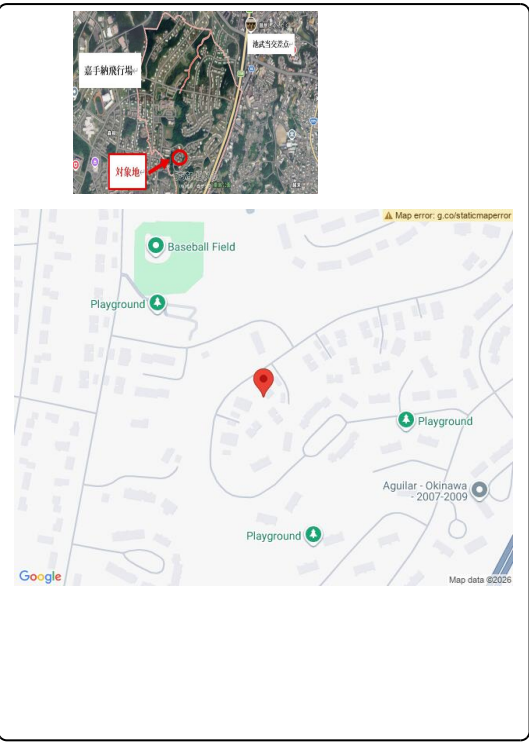 池武当交差点
嘉手納飛行場
対象地
Map error: g.co/staticmaperror
Baseball Field
Playground
Playground
Aguilar - Okinawa
- 2007-2009
Playground
Google
Map data ©2026